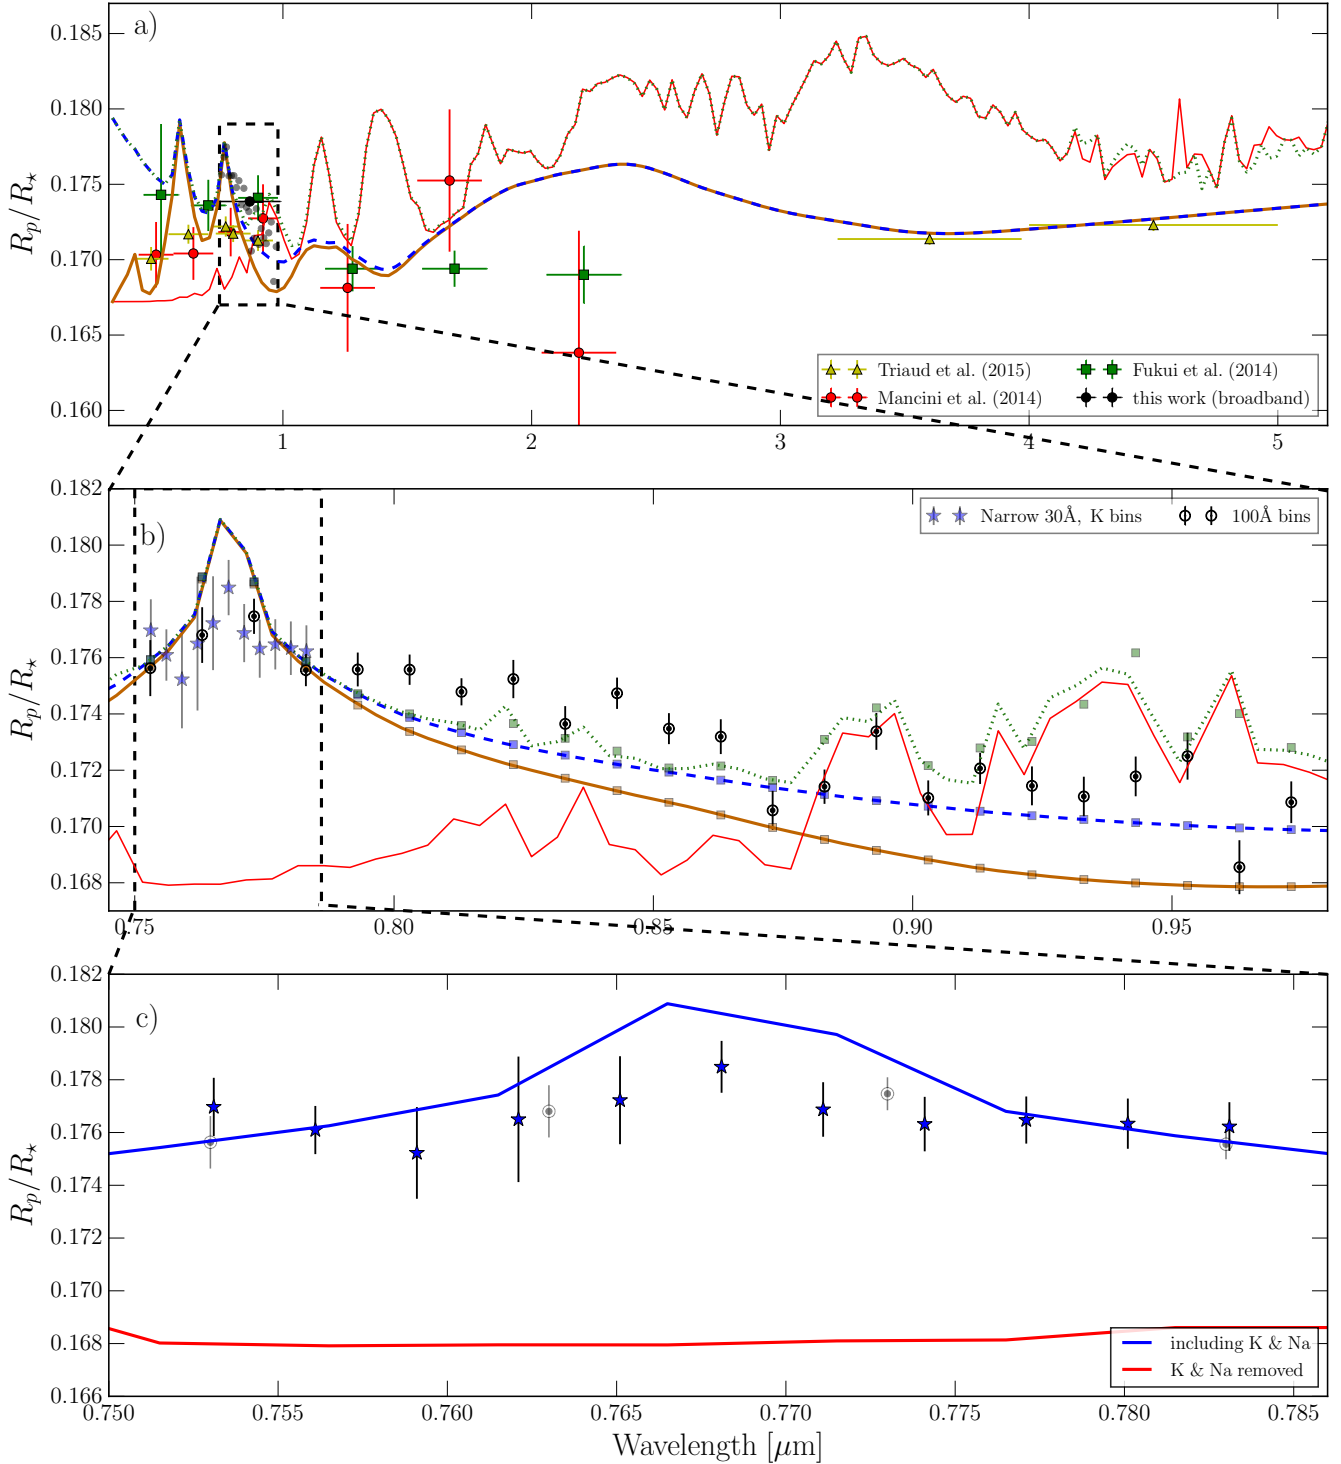 a)
0.185
0.180
0.175
0.170
0.165
0.160
R_p/R_⋆
Triaud et al. (2015)
Mancini et al. (2014)
Fukui et al. (2014)
this work (broadband)
1 2 3 4 5
b)
0.182
0.180
0.178
0.176
0.174
0.172
0.170
0.168
R_p/R_⋆
Narrow 30Å, K bins
100Å bins
0.75 0.80 0.85 0.90 0.95
c)
0.182
0.180
0.178
0.176
0.174
0.172
0.170
0.168
0.166
R_p/R_⋆
including K & Na
K & Na removed
0.750 0.755 0.760 0.765 0.770 0.775 0.780 0.785
Wavelength [μm]